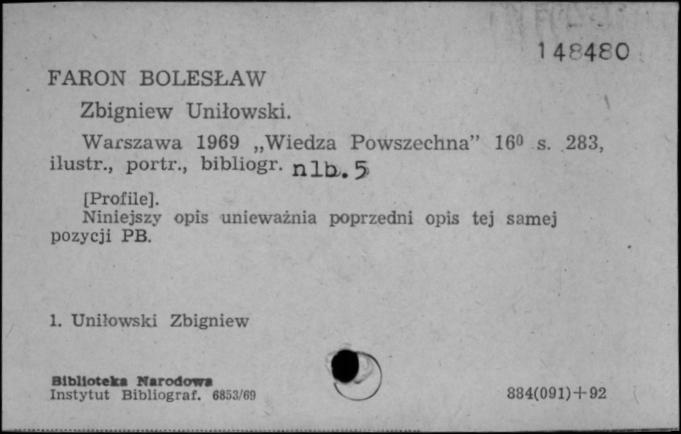 148480
FARON BOLESŁAW
Zbigniew Uniłowski.
Warszawa 1969 „Wiedza Powszechna” 16⁰ s. 283,
ilustr., portr., bibliogr. nlb. 5
[Profile].
Niniejszy opis unieważnia poprzedni opis tej samej
pozycji PB.
1. Uniłowski Zbigniew
Biblioteka Narodowa
Instytut Bibliograf. 6853/69
884(091)+92